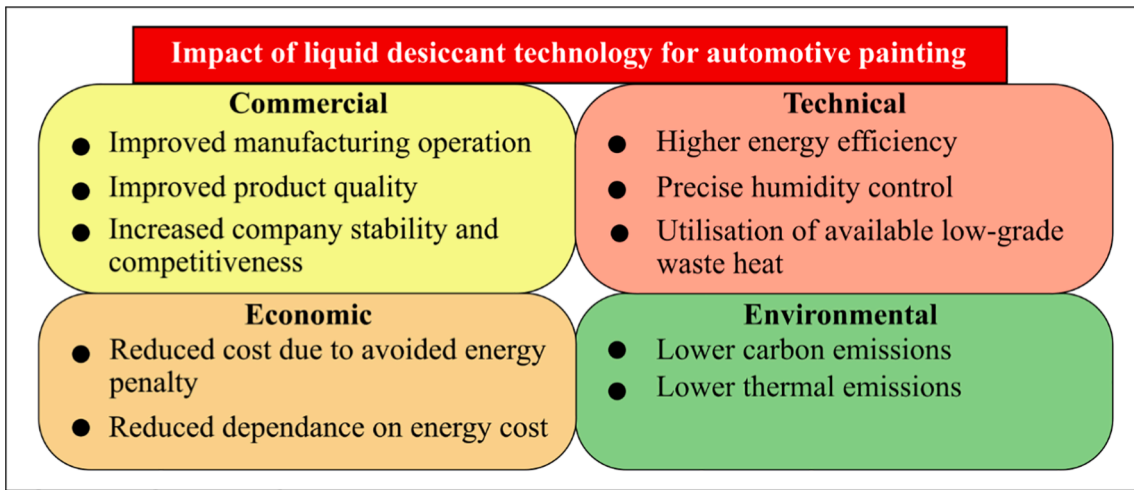 Impact of liquid desiccant technology for automotive painting
Commercial
● Improved manufacturing operation
● Improved product quality
● Increased company stability and
competitiveness
Technical
● Higher energy efficiency
● Precise humidity control
● Utilisation of available low-grade
waste heat
Economic
● Reduced cost due to avoided energy
penalty
● Reduced dependance on energy cost
Environmental
● Lower carbon emissions
● Lower thermal emissions